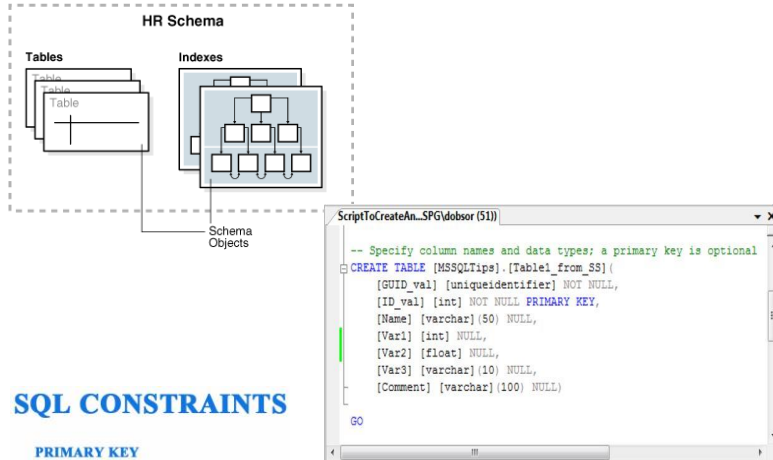 HR Schema
Tables
Indexes
Table
Table
Table
Schema
Objects
ScriptToCreateAn...SPG\dobsor (51))
-- Specify column names and data types; a primary key is optional
CREATE TABLE [MSSQLTips].[Table1_from_SS](
[GUID_val] [uniqueidentifier] NOT NULL,
[ID_val] [int] NOT NULL PRIMARY KEY,
[Name] [varchar](50) NULL,
[Var1] [int] NULL,
[Var2] [float] NULL,
[Var3] [varchar](10) NULL,
[Comment] [varchar](100) NULL)
GO
SQL CONSTRAINTS
PRIMARY KEY